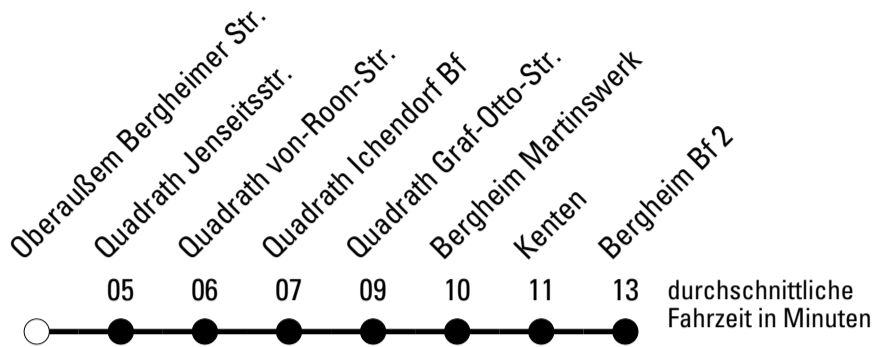 Oberaußem Bergheimer Str.
Quadrath Jenseitsstr.
Quadrath von-Roon-Str.
Quadrath Ichendorf Bf
Quadrath Graf-Otto-Str.
Bergheim Martinswerk
Kenten
Bergheim Bf 2
05 06 07 09 10 11 13
durchschnittliche
Fahrzeit in Minuten